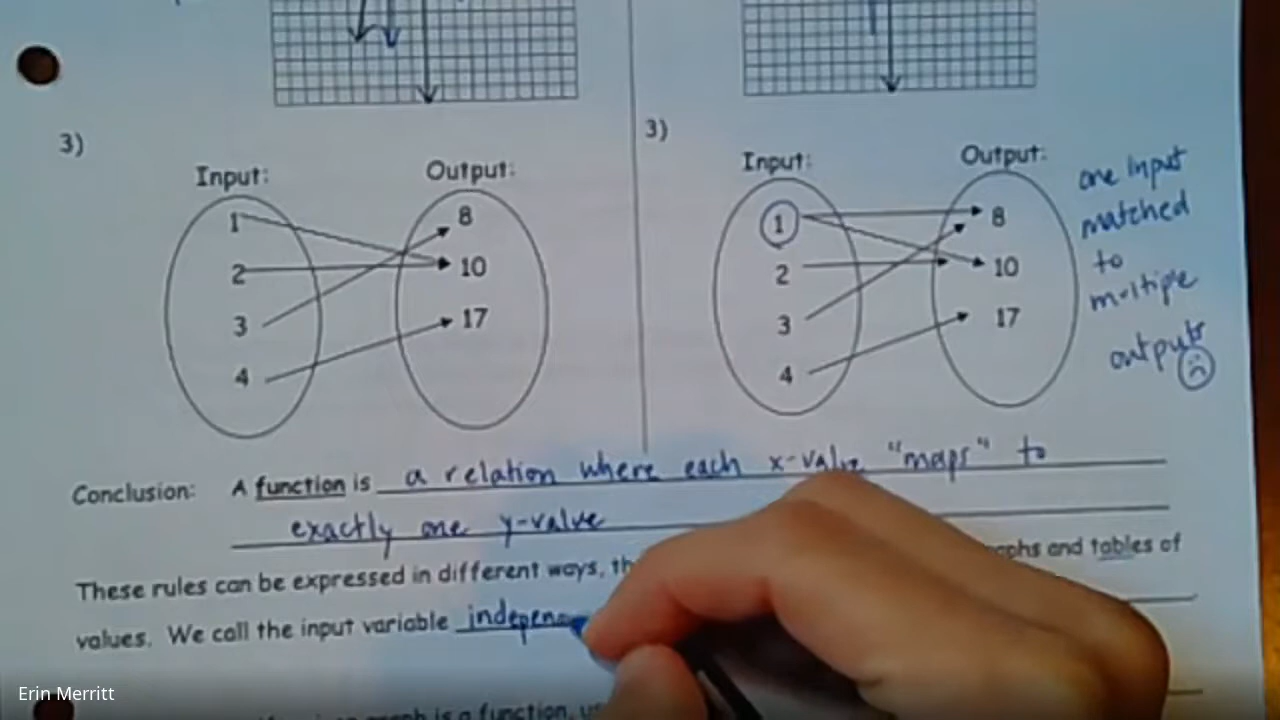 3)
Input:
Output:
1
2
3
4
8
10
17
3)
Input:
Output:
1
2
3
4
8
10
17
one input
matched
to
multiple
outputs
Conclusion: A function is a relation where each x-value "maps" to
exactly one y-value
These rules can be expressed in different ways, and tables of
values. We call the input variable
Erin Merritt
is a function,